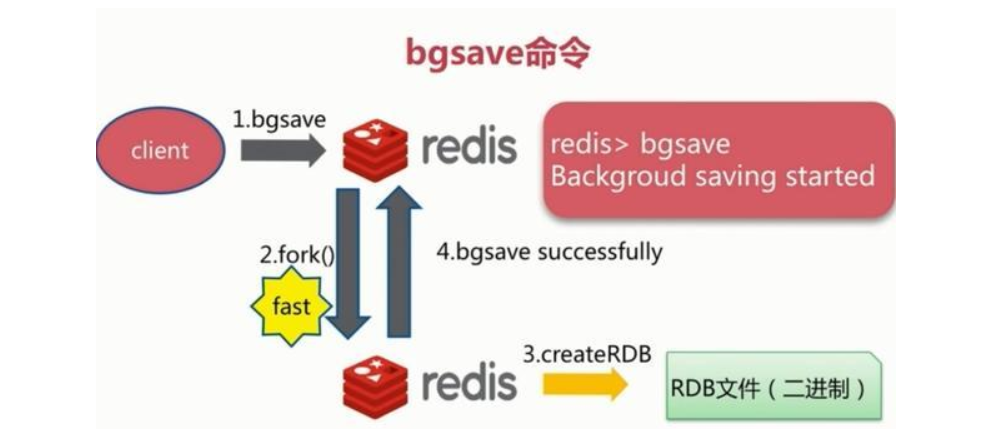 bgsave命令
client
1.bgsave
redis
redis> bgsave
Backgroud saving started
2.fork()
fast
4.bgsave successfully
redis
3.createRDB
RDB文件（二进制）